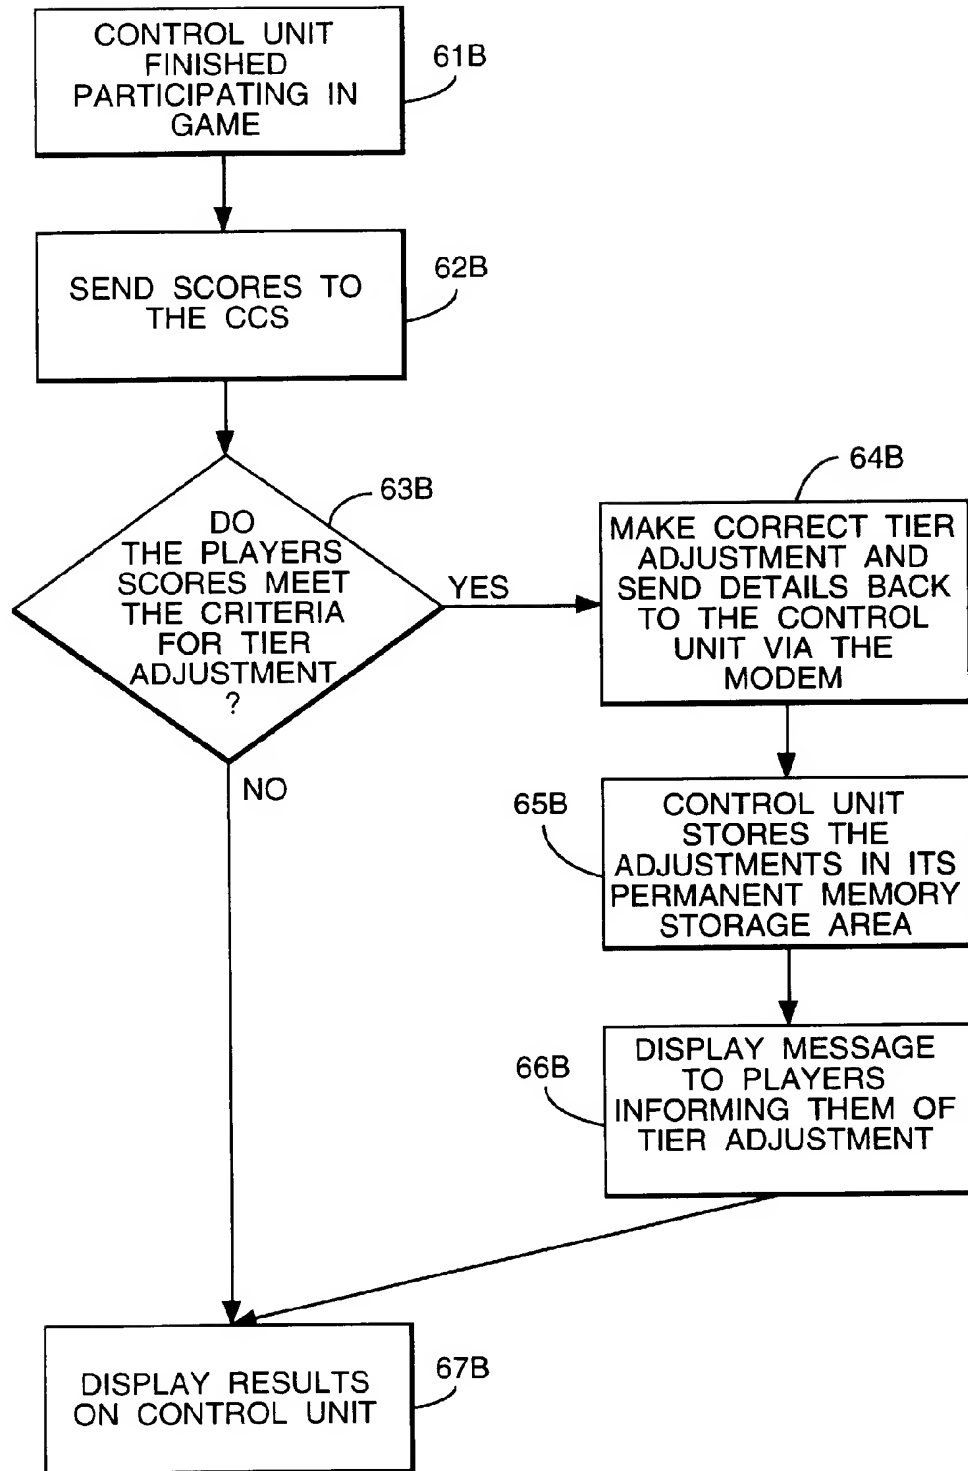 CONTROL UNIT
FINISHED
PARTICIPATING IN
GAME
61B
SEND SCORES TO
THE CCS
62B
63B
DO
THE PLAYERS
SCORES MEET
THE CRITERIA
FOR TIER
ADJUSTMENT
?
YES
NO
64B
MAKE CORRECT TIER
ADJUSTMENT AND
SEND DETAILS BACK
TO THE CONTROL
UNIT VIA THE
MODEM
65B
CONTROL UNIT
STORES THE
ADJUSTMENTS IN ITS
PERMANENT MEMORY
STORAGE AREA
66B
DISPLAY MESSAGE
TO PLAYERS
INFORMING THEM OF
TIER ADJUSTMENT
DISPLAY RESULTS
ON CONTROL UNIT
67B